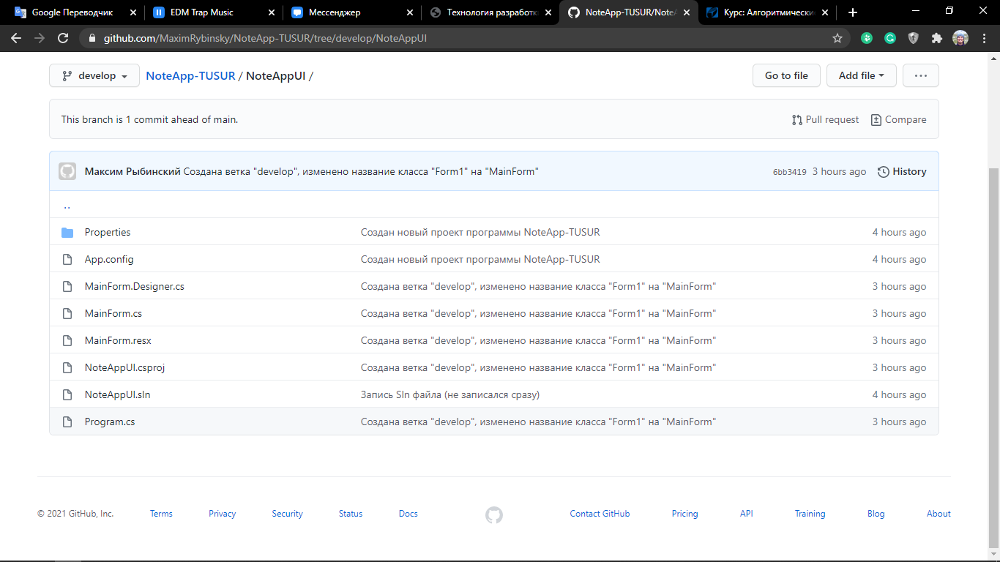 Google Переводчик
EDM Trap Music
Мессенджер
Технология разработк
NoteApp-TUSUR/NoteA
Курс: Алгоритмические
github.com/MaximRybinsky/NoteApp-TUSUR/tree/develop/NoteAppUI
develop
NoteApp-TUSUR / NoteAppUI /
Go to file
Add file
This branch is 1 commit ahead of main.
Pull request
Compare
Максим Рыбинский Создана ветка "develop", изменено название класса "Form1" на "MainForm"
6bb3419 3 hours ago
History
..
Properties Создан новый проект программы NoteApp-TUSUR 4 hours ago
App.config Создан новый проект программы NoteApp-TUSUR 4 hours ago
MainForm.Designer.cs Создана ветка "develop", изменено название класса "Form1" на "MainForm" 3 hours ago
MainForm.cs Создана ветка "develop", изменено название класса "Form1" на "MainForm" 3 hours ago
MainForm.resx Создана ветка "develop", изменено название класса "Form1" на "MainForm" 3 hours ago
NoteAppUI.csproj Создана ветка "develop", изменено название класса "Form1" на "MainForm" 3 hours ago
NoteAppUI.sln Запись Sln файла (не записался сразу) 4 hours ago
Program.cs Создана ветка "develop", изменено название класса "Form1" на "MainForm" 3 hours ago
© 2021 GitHub, Inc.
Terms
Privacy
Security
Status
Docs
Contact GitHub
Pricing
API
Training
Blog
About